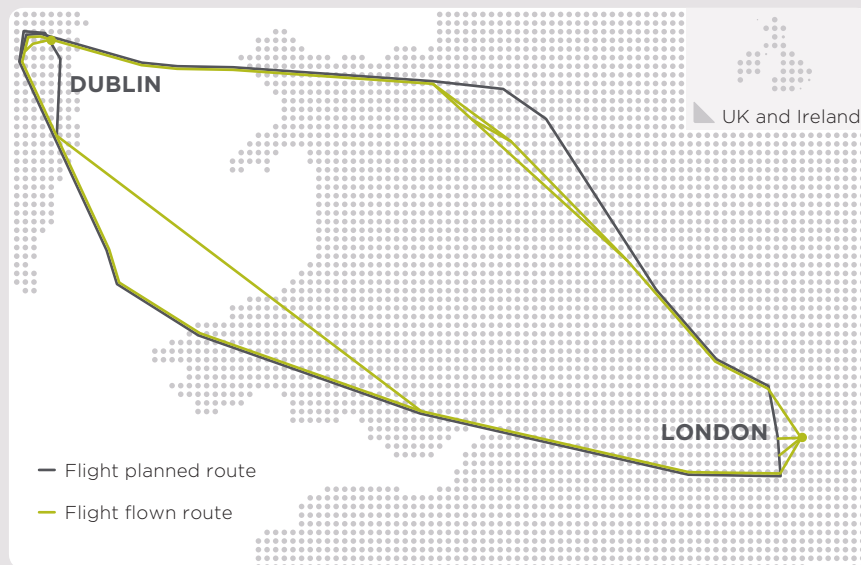 DUBLIN
UK and Ireland
LONDON
Flight planned route
Flight flown route